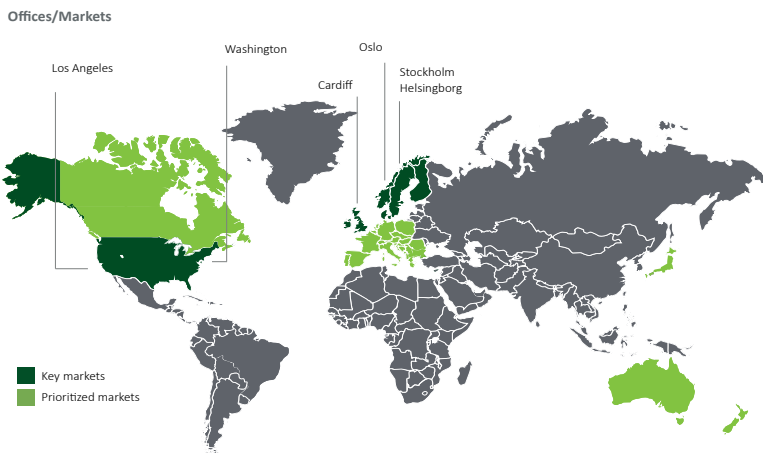 Offices/Markets
Los Angeles
Washington
Cardiff
Oslo
Stockholm
Helsingborg
Key markets
Prioritized markets